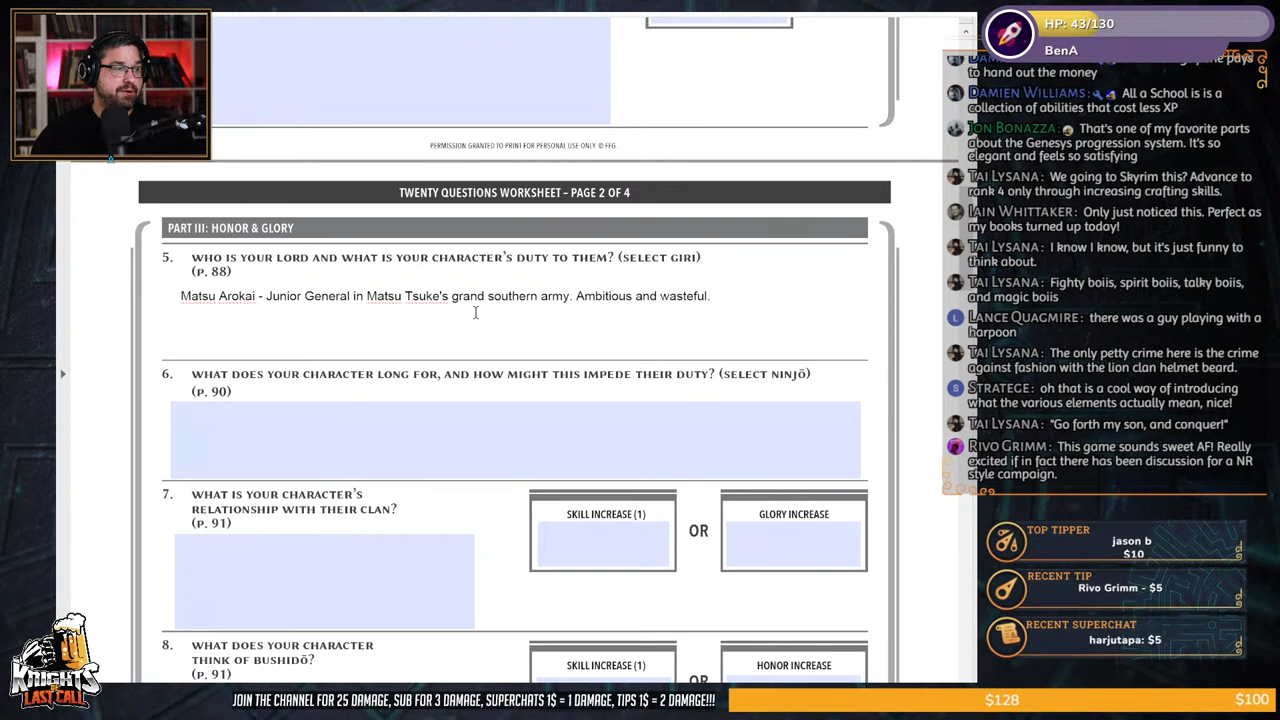 HP: 43/130
BenA
to hand out the money
DAMIEN WILLIAMS: All a School is is a
collection of abilities that cost less XP
JON BONAZZA: That's one of my favorite parts
about the Genesys progression system. It's so
elegant and feels so satisfying
TAI LYSANA: We going to Skyrim this? Advance to
rank 4 only through increasing crafting skills.
IAIN WHITTAKER: Only just noticed this. Perfect as
my books turned up today!
TAI LYSANA: I know I know, but it's just funny to
think about.
TAI LYSANA: Fighty boiis, spirit boiis, talky boiis,
and magic boiis
LANCE QUAGMIRE: there was a guy playing with a
harpoon
TAI LYSANA: The only petty crime here is the crime
against fashion with the lion clan helmet beard.
STRATEGE: oh that is a cool way of introducing
what the various elements actually mean, nice!
TAI LYSANA: "Go forth my son, and conquer!"
RIVO GRIMM: This game sounds sweet AF! Really
excited if in fact there has been discussion for a NR
style campaign.
PERMISSION GRANTED TO PRINT FOR PERSONAL USE ONLY. © FFG.
TWENTY QUESTIONS WORKSHEET – PAGE 2 OF 4
PART III: HONOR & GLORY
5. WHO IS YOUR LORD AND WHAT IS YOUR CHARACTER'S DUTY TO THEM? (SELECT GIRI)
(P. 88)
Matsu Arokai - Junior General in Matsu Tsuke's grand southern army. Ambitious and wasteful.
6. WHAT DOES YOUR CHARACTER LONG FOR, AND HOW MIGHT THIS IMPEDE THEIR DUTY? (SELECT NINJŌ)
(P. 90)
7. WHAT IS YOUR CHARACTER'S
RELATIONSHIP WITH THEIR CLAN?
(P. 91)
SKILL INCREASE (1)
OR
GLORY INCREASE
8. WHAT DOES YOUR CHARACTER
THINK OF BUSHIDŌ?
(P. 91)
SKILL INCREASE (1)
OR
HONOR INCREASE
TOP TIPPER
jason b
$10
RECENT TIP
Rivo Grimm - $5
RECENT SUPERCHAT
harjutapa: $5
KNIGHTS OF LAST CALL
JOIN THE CHANNEL FOR 25 DAMAGE, SUB FOR 3 DAMAGE, SUPERCHATS 1$ = 1 DAMAGE, TIPS 1$ = 2 DAMAGE!!!
$128
$100